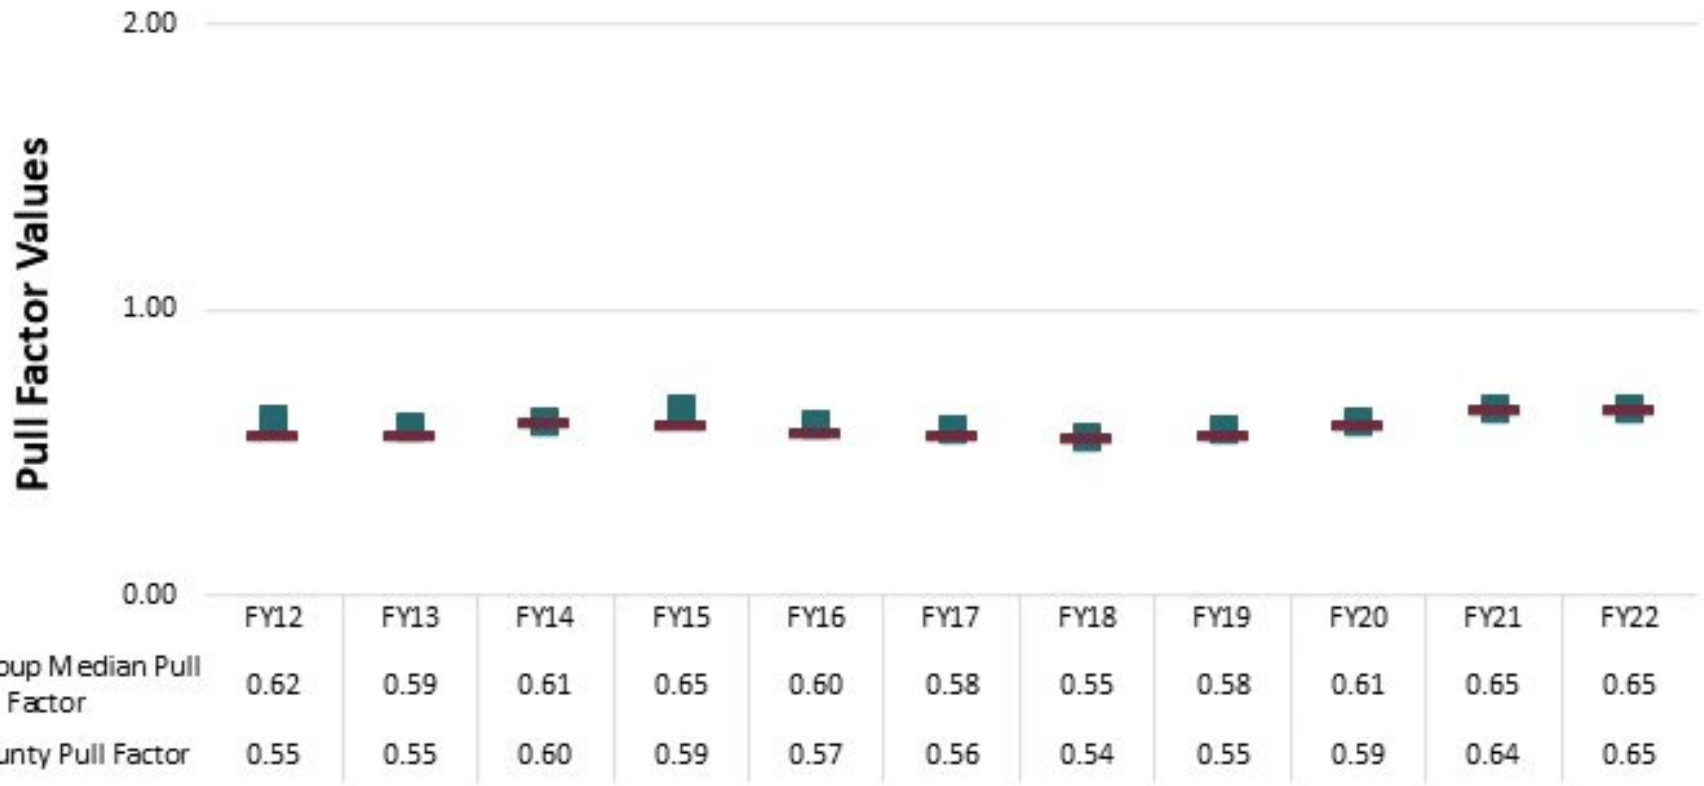 2.00
Pull Factor Values
1.00
0.00
FY12 FY13 FY14 FY15 FY16 FY17 FY18 FY19 FY20 FY21 FY22
Median Pull
Factor
0.62 0.59 0.61 0.65 0.60 0.58 0.55 0.58 0.61 0.65 0.65
Pull Factor 0.55 0.55 0.60 0.59 0.57 0.56 0.54 0.55 0.59 0.64 0.65